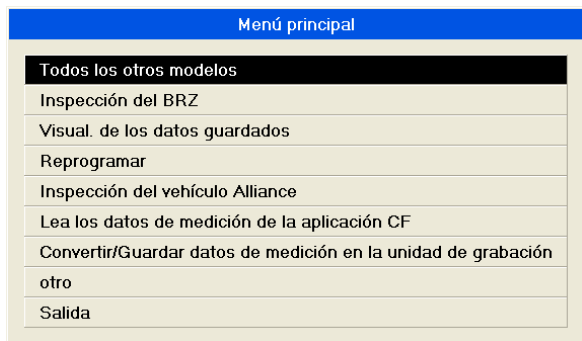 Menú principal
Todos los otros modelos
Inspección del BRZ
Visual. de los datos guardados
Reprogramar
Inspección del vehículo Alliance
Lea los datos de medición de la aplicación CF
Convertir/Guardar datos de medición en la unidad de grabación
otro
Salida